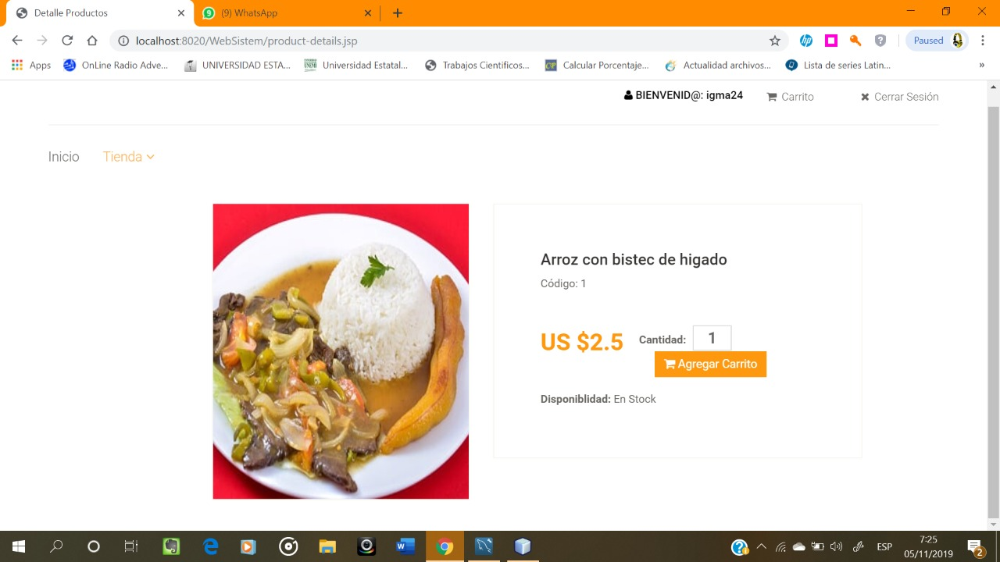 Detalle Productos
(9) WhatsApp
localhost:8020/WebSistem/product-details.jsp
Paused
Apps
OnLine Radio Adve...
UNIVERSIDAD ESTA...
Universidad Estatal...
Trabajos Cientificos...
Calcular Porcentaje...
Actualidad archivos...
Lista de series Latin...
»
BIENVENID@: igma24
Carrito
Cerrar Sesión
Inicio
Tienda
Arroz con bistec de higado
Código: 1
US $2.5
Cantidad: 1
Agregar Carrito
Disponiblidad: En Stock
ESP
7:25
05/11/2019
2